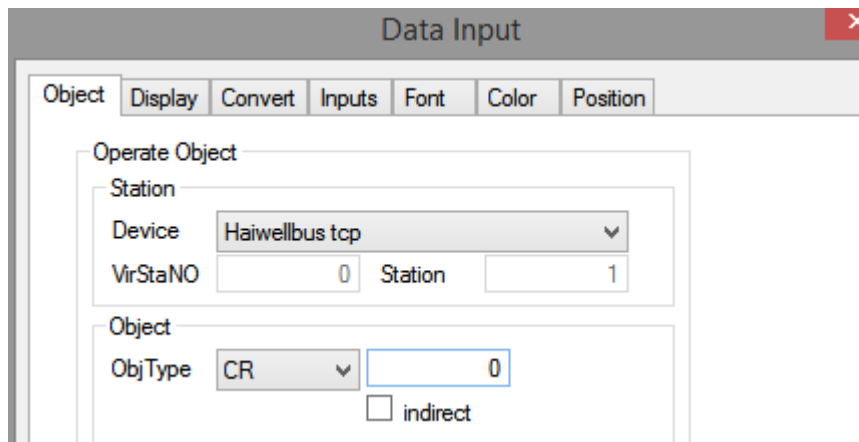 Data Input
Object Display Convert Inputs Font Color Position
Operate Object
Station
Device Haiwellbus tcp
VirStaNO 0 Station 1
Object
ObjType CR 0
indirect